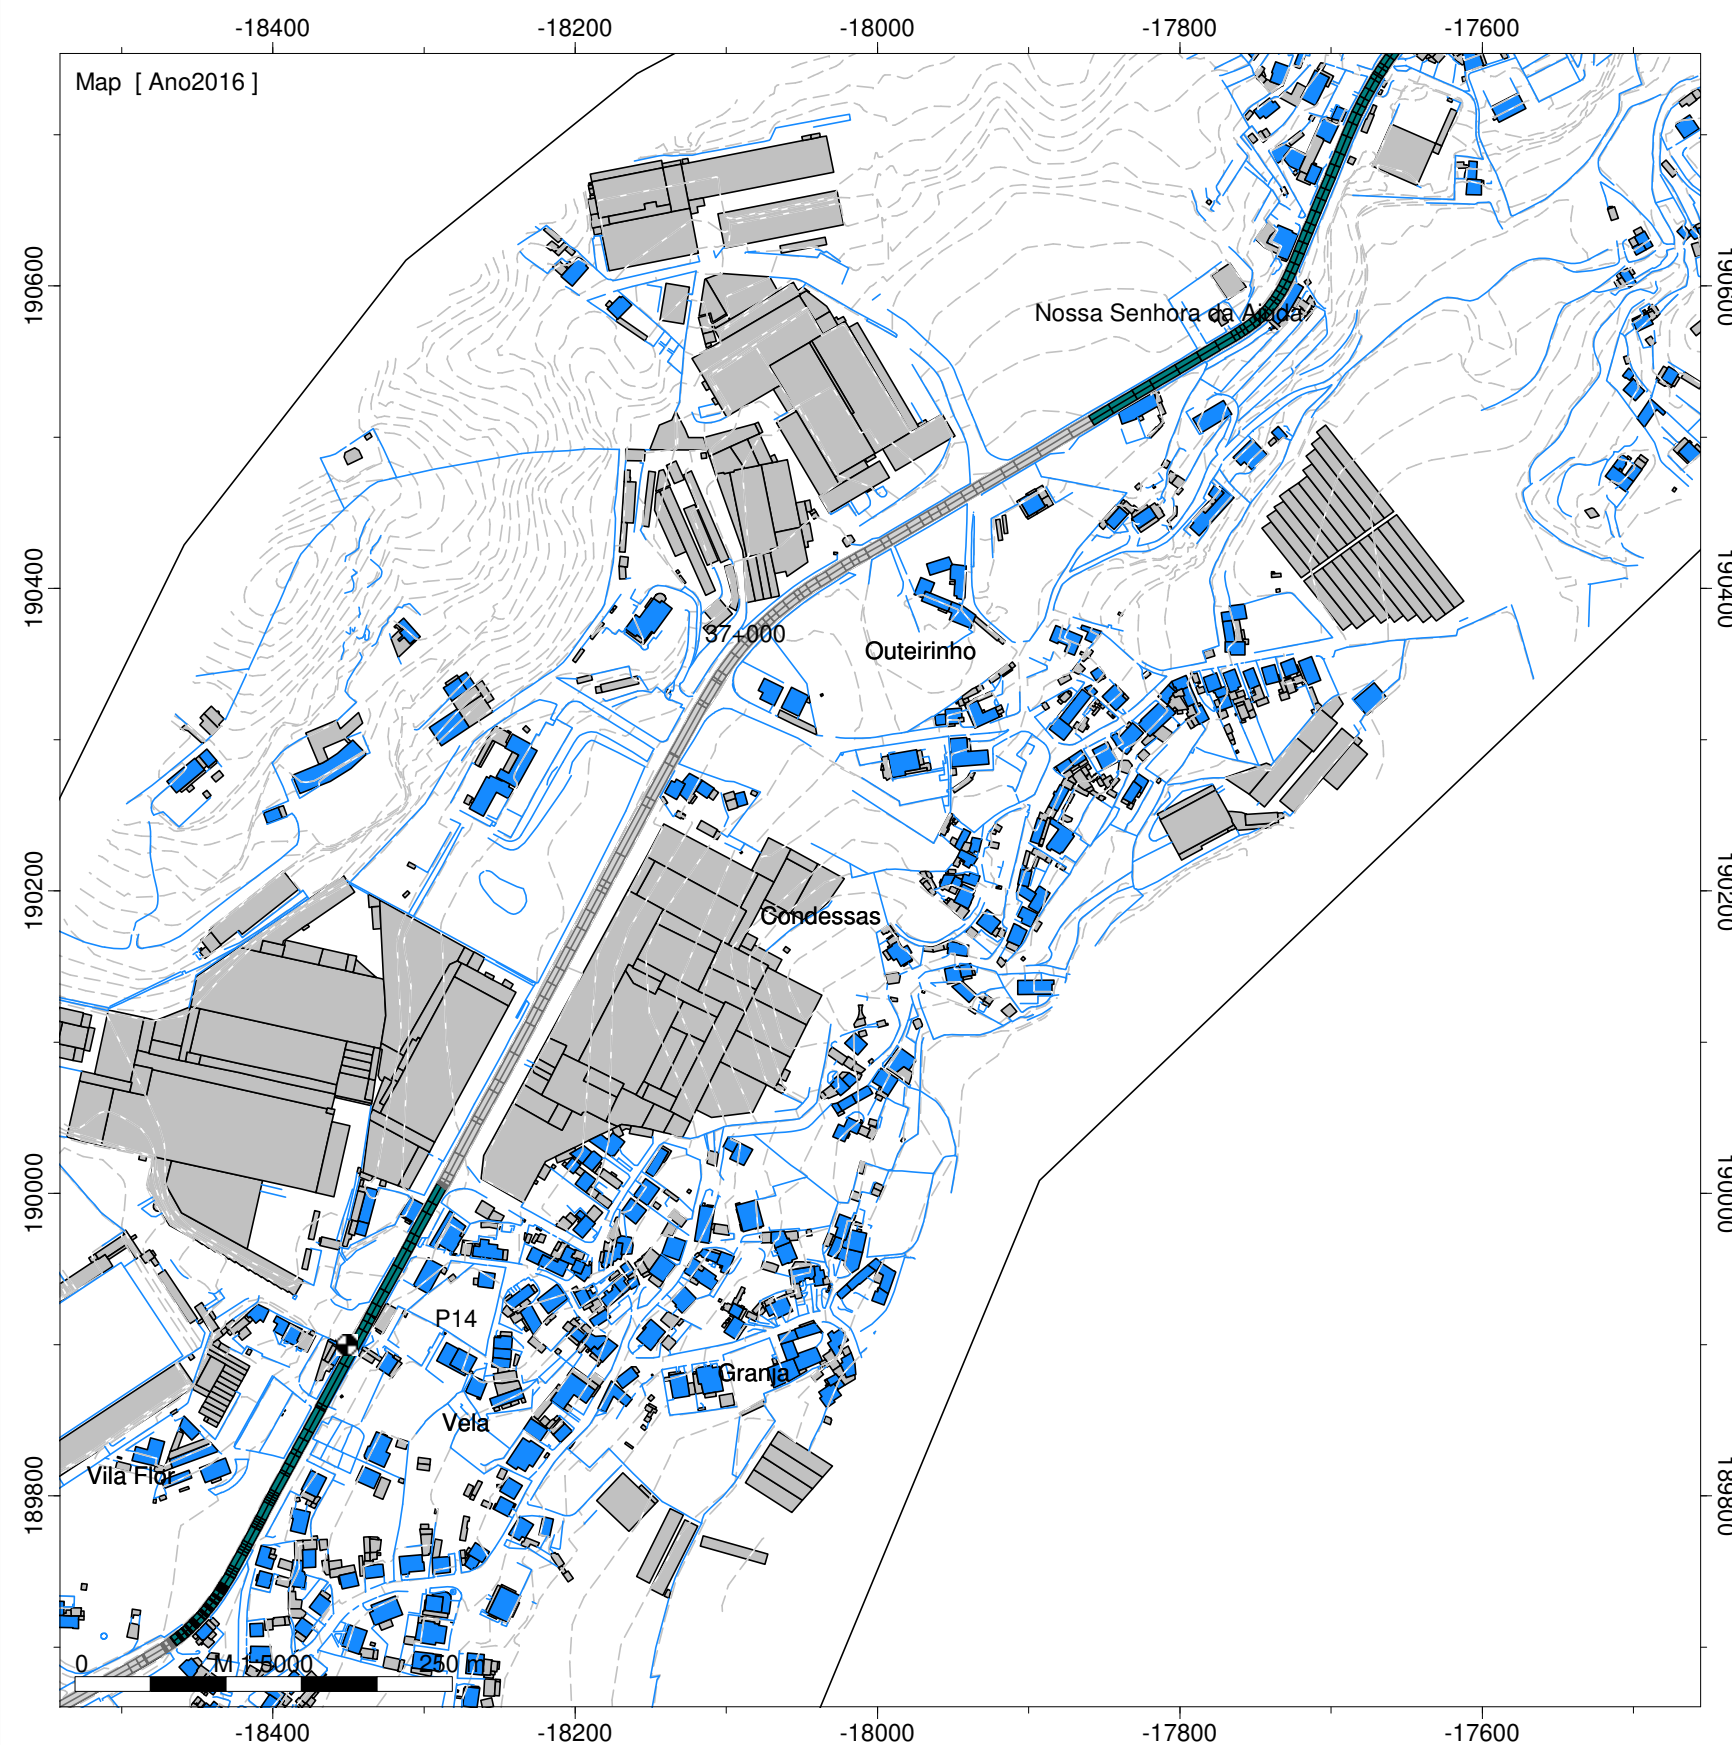 -18400 -18200 -18000 -17800 -17600
Map [ Ano2016 ]
190600 190600
Nossa Senhora da Ajuda
190400 190400
37+000
Outeirinho
190200 190200
Condessas
190000 190000
P14
Granja
Vela
Vila Flor
189800 189800
0 M 1:5000 250 m
-18400 -18200 -18000 -17800 -17600